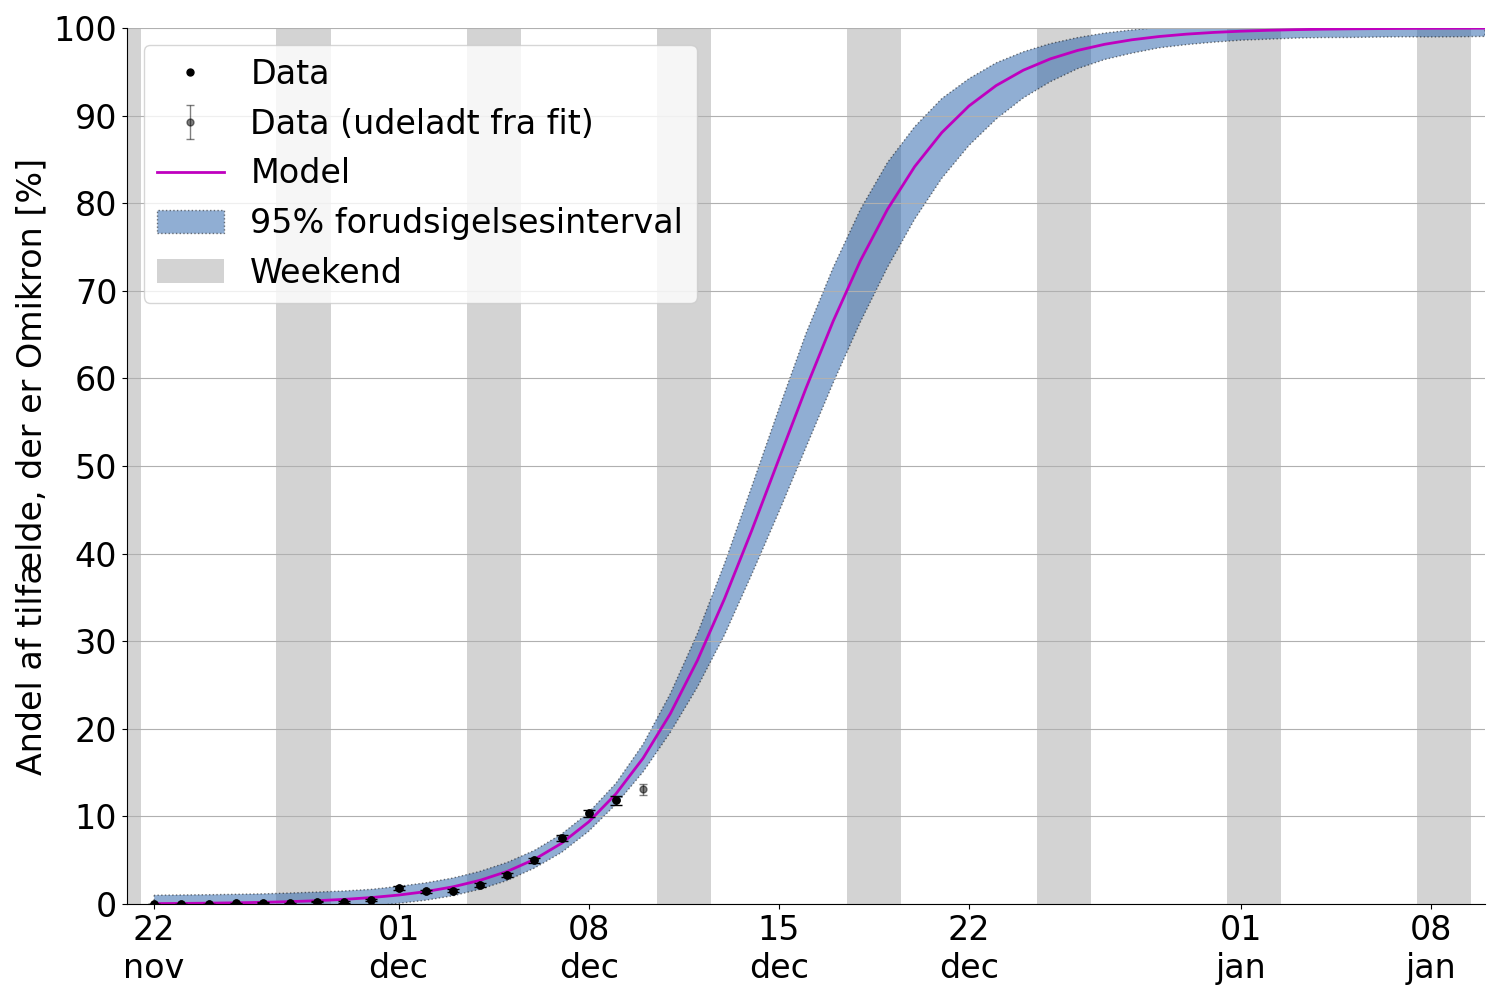 Andel af tilfælde, der er Omikron [%]
100
90
80
70
60
50
40
30
20
10
0
Data
Data (udeladt fra fit)
Model
95% forudsigelsesinterval
Weekend
22 01 08 15 22 01 08
nov dec dec dec dec jan jan